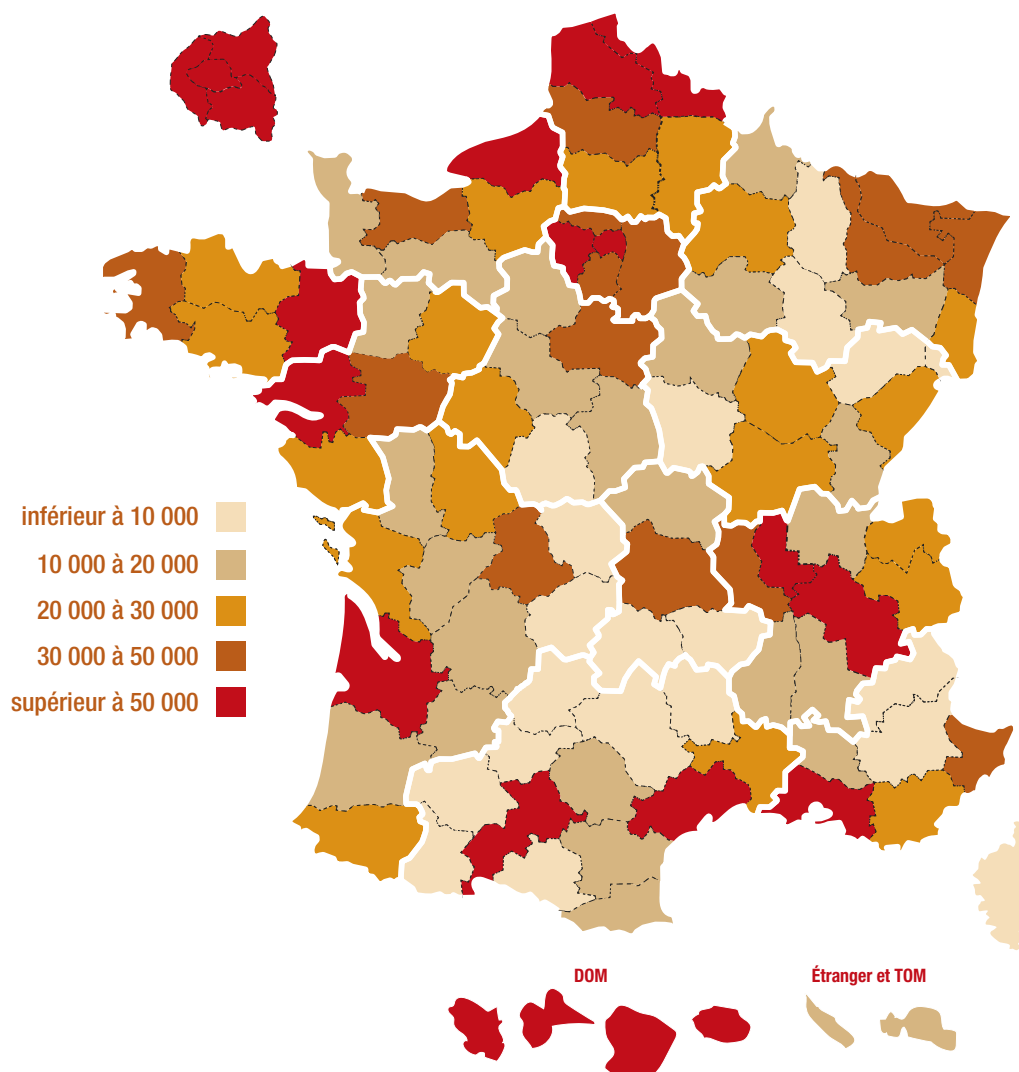 inférieur à 10 000
10 000 à 20 000
20 000 à 30 000
30 000 à 50 000
supérieur à 50 000
DOM
Étranger et TOM